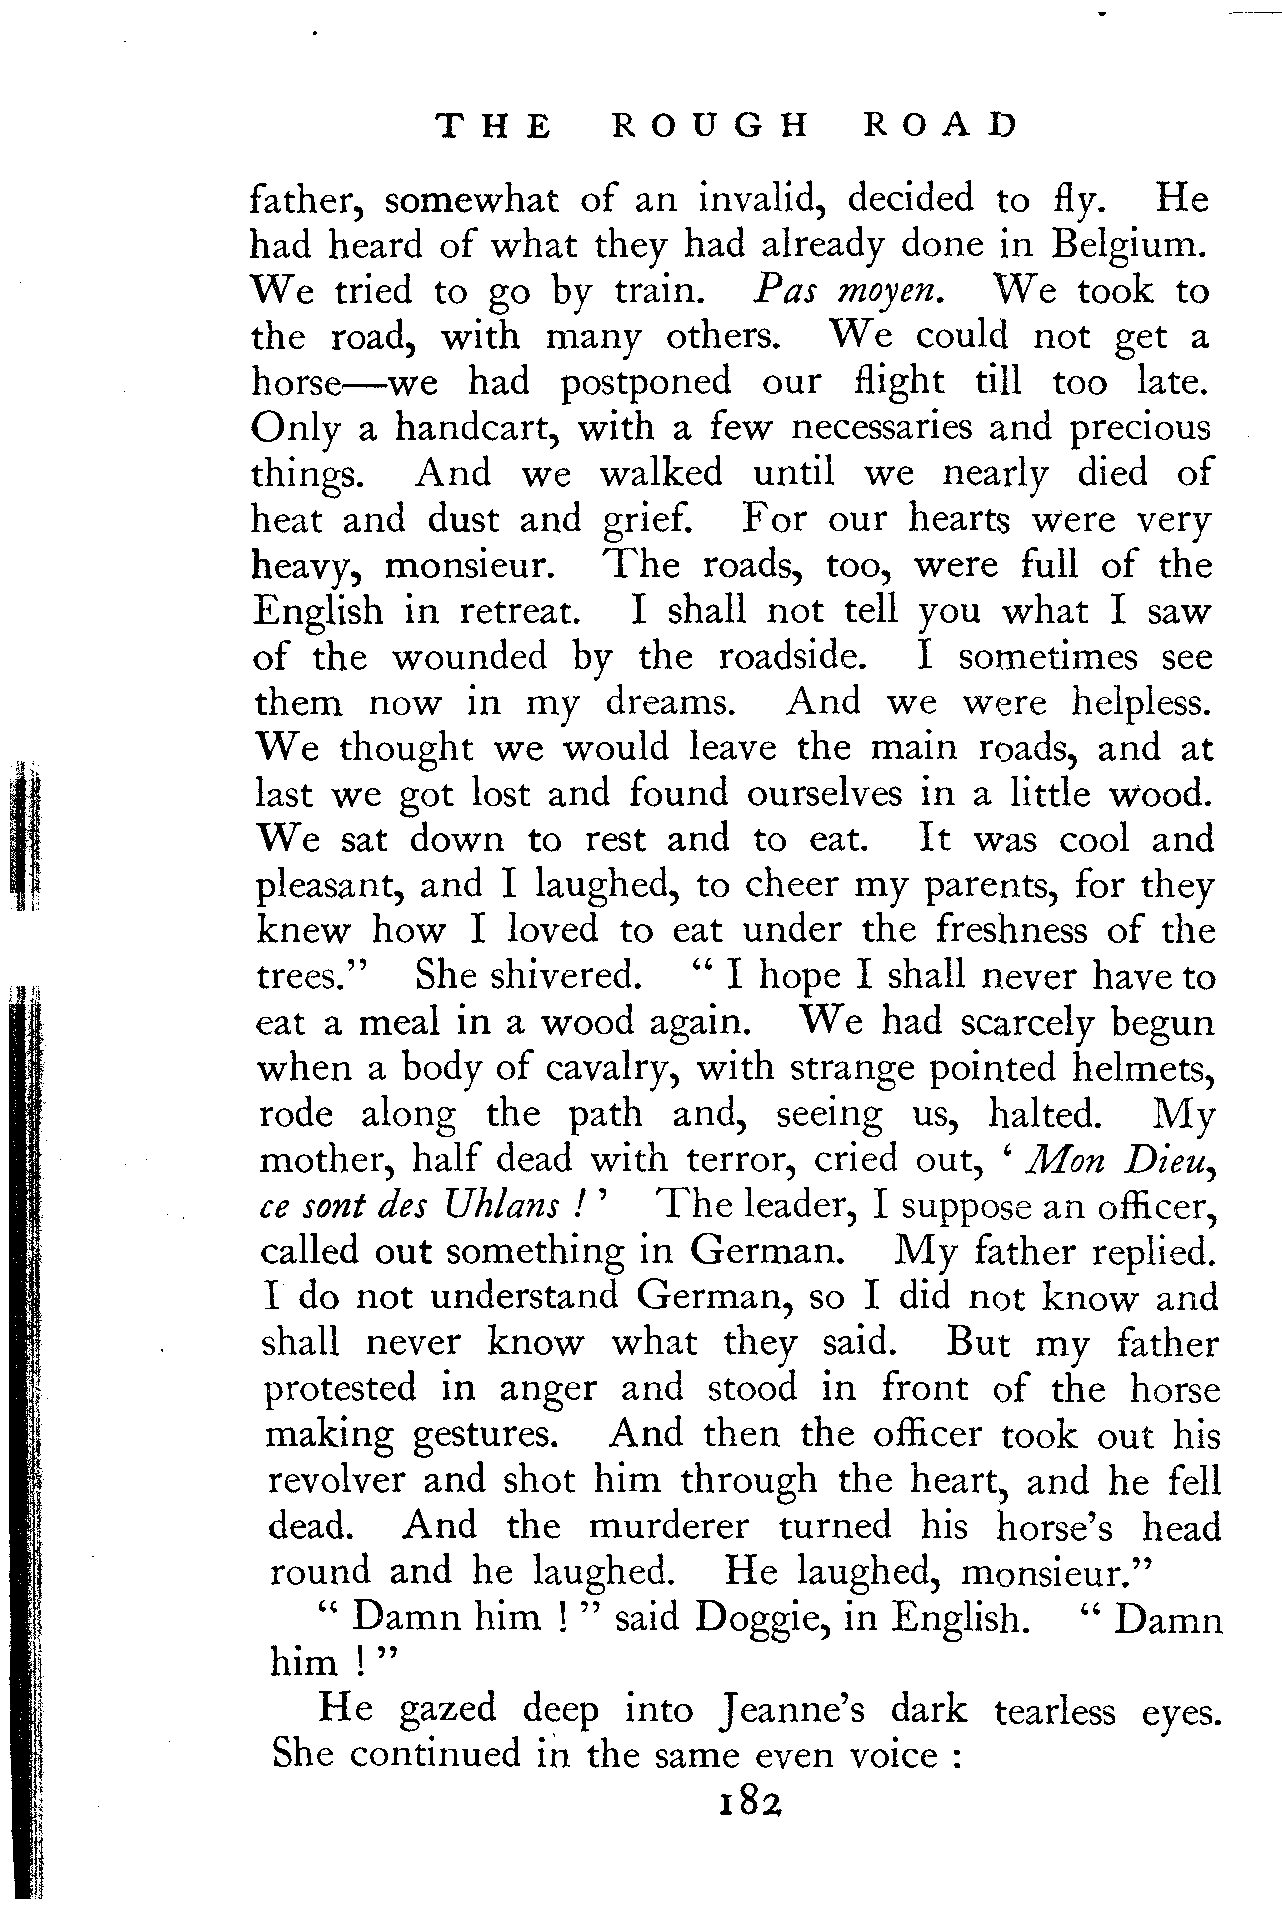 THE ROUGH ROAD
father, somewhat of an invalid, decided to fly. He
had heard of what they had already done in Belgium.
We tried to go by train. Pas moyen. We took to
the road, with many others. We could not get a
horse—we had postponed our flight till too late.
Only a handcart, with a few necessaries and precious
things. And we walked until we nearly died of
heat and dust and grief. For our hearts were very
heavy, monsieur. The roads, too, were full of the
English in retreat. I shall not tell you what I saw
of the wounded by the roadside. I sometimes see
them now in my dreams. And we were helpless.
We thought we would leave the main roads, and at
last we got lost and found ourselves in a little wood.
We sat down to rest and to eat. It was cool and
pleasant, and I laughed, to cheer my parents, for they
knew how I loved to eat under the freshness of the
trees.” She shivered. “ I hope I shall never have to
eat a meal in a wood again. We had scarcely begun
when a body of cavalry, with strange pointed helmets,
rode along the path and, seeing us, halted. My
mother, half dead with terror, cried out, ‘ Mon Dieu,
ce sont des Uhlans ! ’ The leader, I suppose an officer,
called out something in German. My father replied.
I do not understand German, so I did not know and
shall never know what they said. But my father
protested in anger and stood in front of the horse
making gestures. And then the officer took out his
revolver and shot him through the heart, and he fell
dead. And the murderer turned his horse’s head
round and he laughed. He laughed, monsieur.”
“ Damn him ! ” said Doggie, in English. “ Damn
him ! ”
He gazed deep into Jeanne’s dark tearless eyes.
She continued in the same even voice :
182